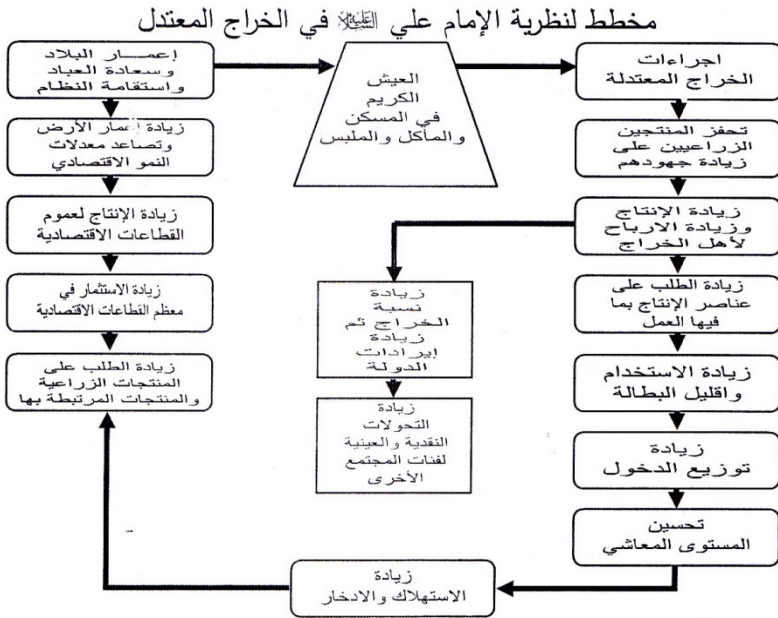 مخطط لنظرية الإمام علي عليه السلام في الخراج المعتدل
اجراءات
الخراج المعتدلة
تحفز المنتجين
الزراعيين على
زيادة جهودهم
زيادة الإنتاج
وزيادة الارباح
لأهل الخراج
زيادة الطلب على
عناصر الإنتاج بما
فيها العمل
زيادة الاستخدام
واقليل البطالة
زيادة
توزيع الدخول
تحسين
المستوى المعاشي
العيش
الكريم
في المسكن
والمأكل والملبس
زيادة
نسبة
الخراج ثم
زيادة
إيرادات
الدولة
زيادة
التحولات
النقدية والعينية
لفئات المجتمع
الأخرى
زيادة
الاستهلاك والادخار
إعمار البلاد
وسعادة العباد
واستقامة النظام
زيادة إعمار الأرض
وتصاعد معدلات
النمو الاقتصادي
زيادة الإنتاج لعموم
القطاعات الاقتصادية
زيادة الاستثمار في
معظم القطاعات الاقتصادية
زيادة الطلب على
المنتجات الزراعية
والمنتجات المرتبطة بها